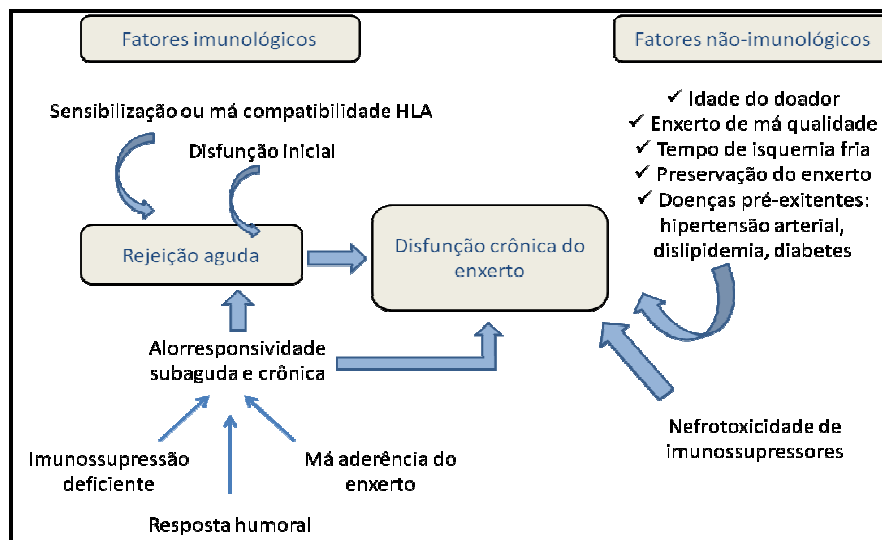 Fatores imunológicos
Fatores não-imunológicos
Sensibilização ou má compatibilidade HLA
Disfunção inicial
✓ Idade do doador
✓ Enxerto de má qualidade
✓ Tempo de isquemia fria
✓ Preservação do enxerto
✓ Doenças pré-exitentes:
hipertensão arterial,
dislipidemia, diabetes
Rejeição aguda
Disfunção crônica do
enxerto
Alorresponsividade
subaguda e crônica
Imunossupressão
deficiente
Má aderência do
enxerto
Resposta humoral
Nefrotoxicidade de
imunossupressores